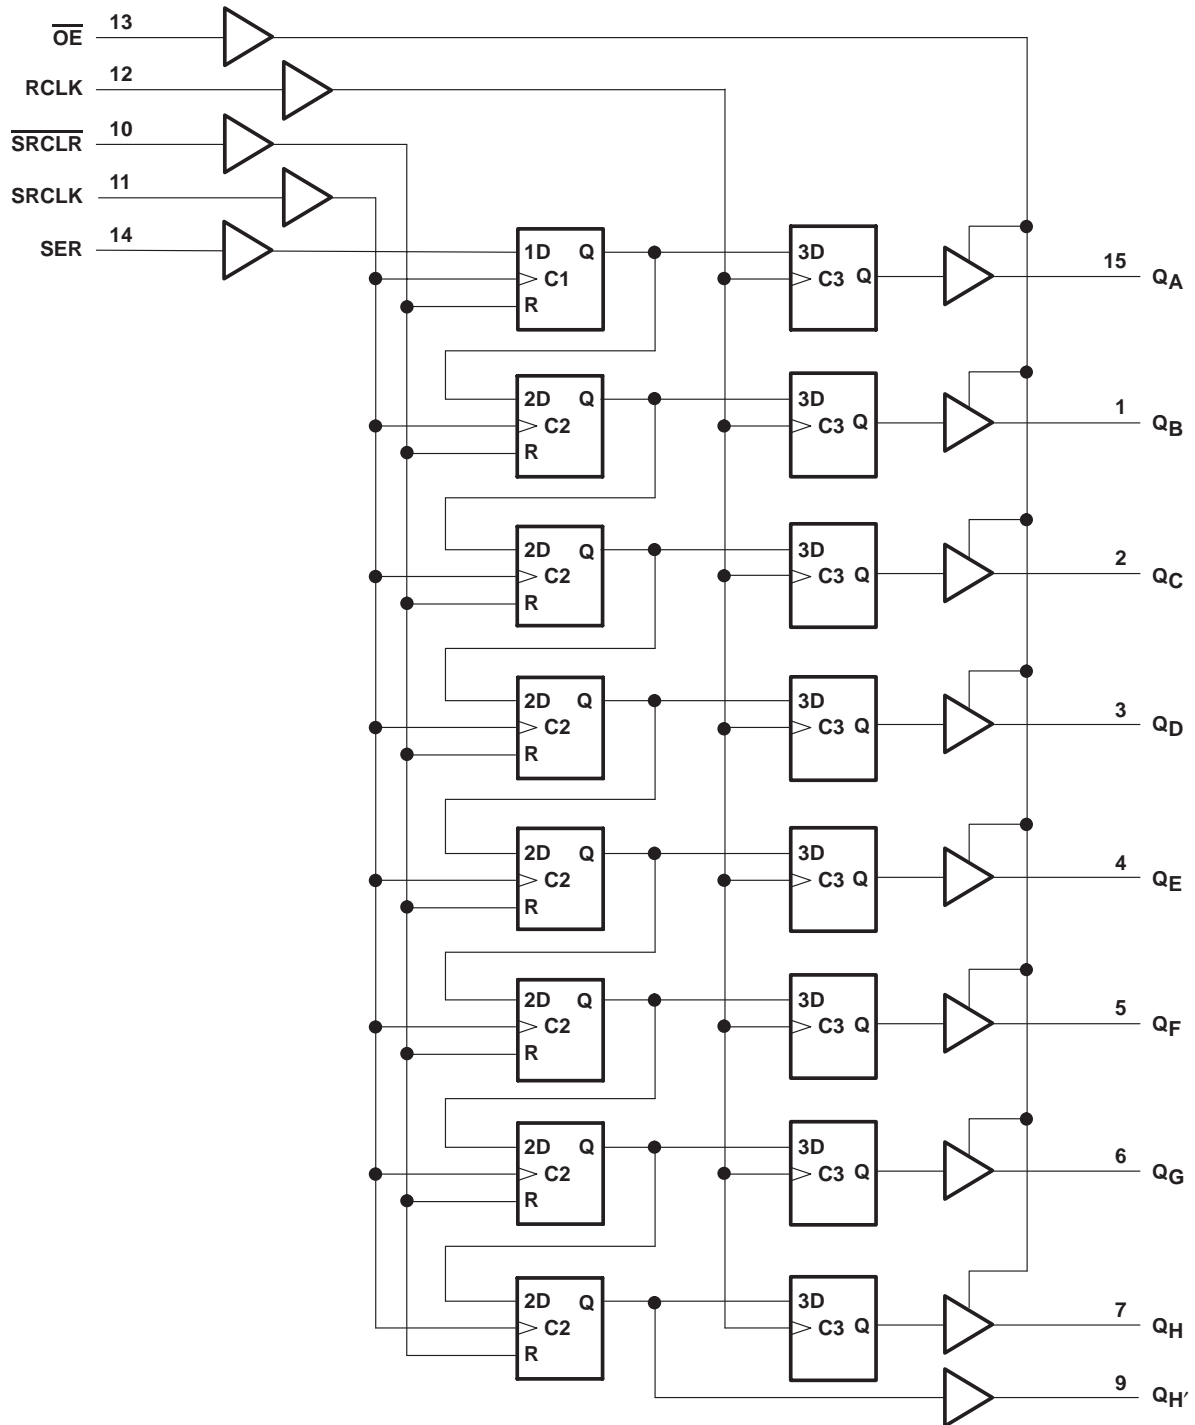 O̅E̅ 13
RCLK 12
S̅R̅C̅L̅R̅ 10
SRCLK 11
SER 14
1D Q 3D
C1 C3 Q 15 QA
R
2D Q 3D
C2 C3 Q 1 QB
R
2D Q 3D
C2 C3 Q 2 QC
R
2D Q 3D
C2 C3 Q 3 QD
R
2D Q 3D
C2 C3 Q 4 QE
R
2D Q 3D
C2 C3 Q 5 QF
R
2D Q 3D
C2 C3 Q 6 QG
R
2D Q 3D
C2 C3 Q 7 QH
R
9 QH′